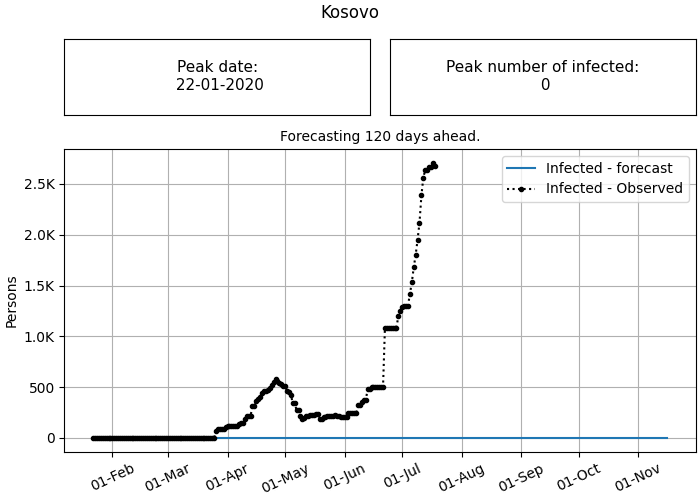 Kosovo
Peak date:
22-01-2020
Peak number of infected:
0
Forecasting 120 days ahead.
Infected - forecast
Infected - Observed
Persons
2.5K
2.0K
1.5K
1.0K
500
0
01-Feb
01-Mar
01-Apr
01-May
01-Jun
01-Jul
01-Aug
01-Sep
01-Oct
01-Nov